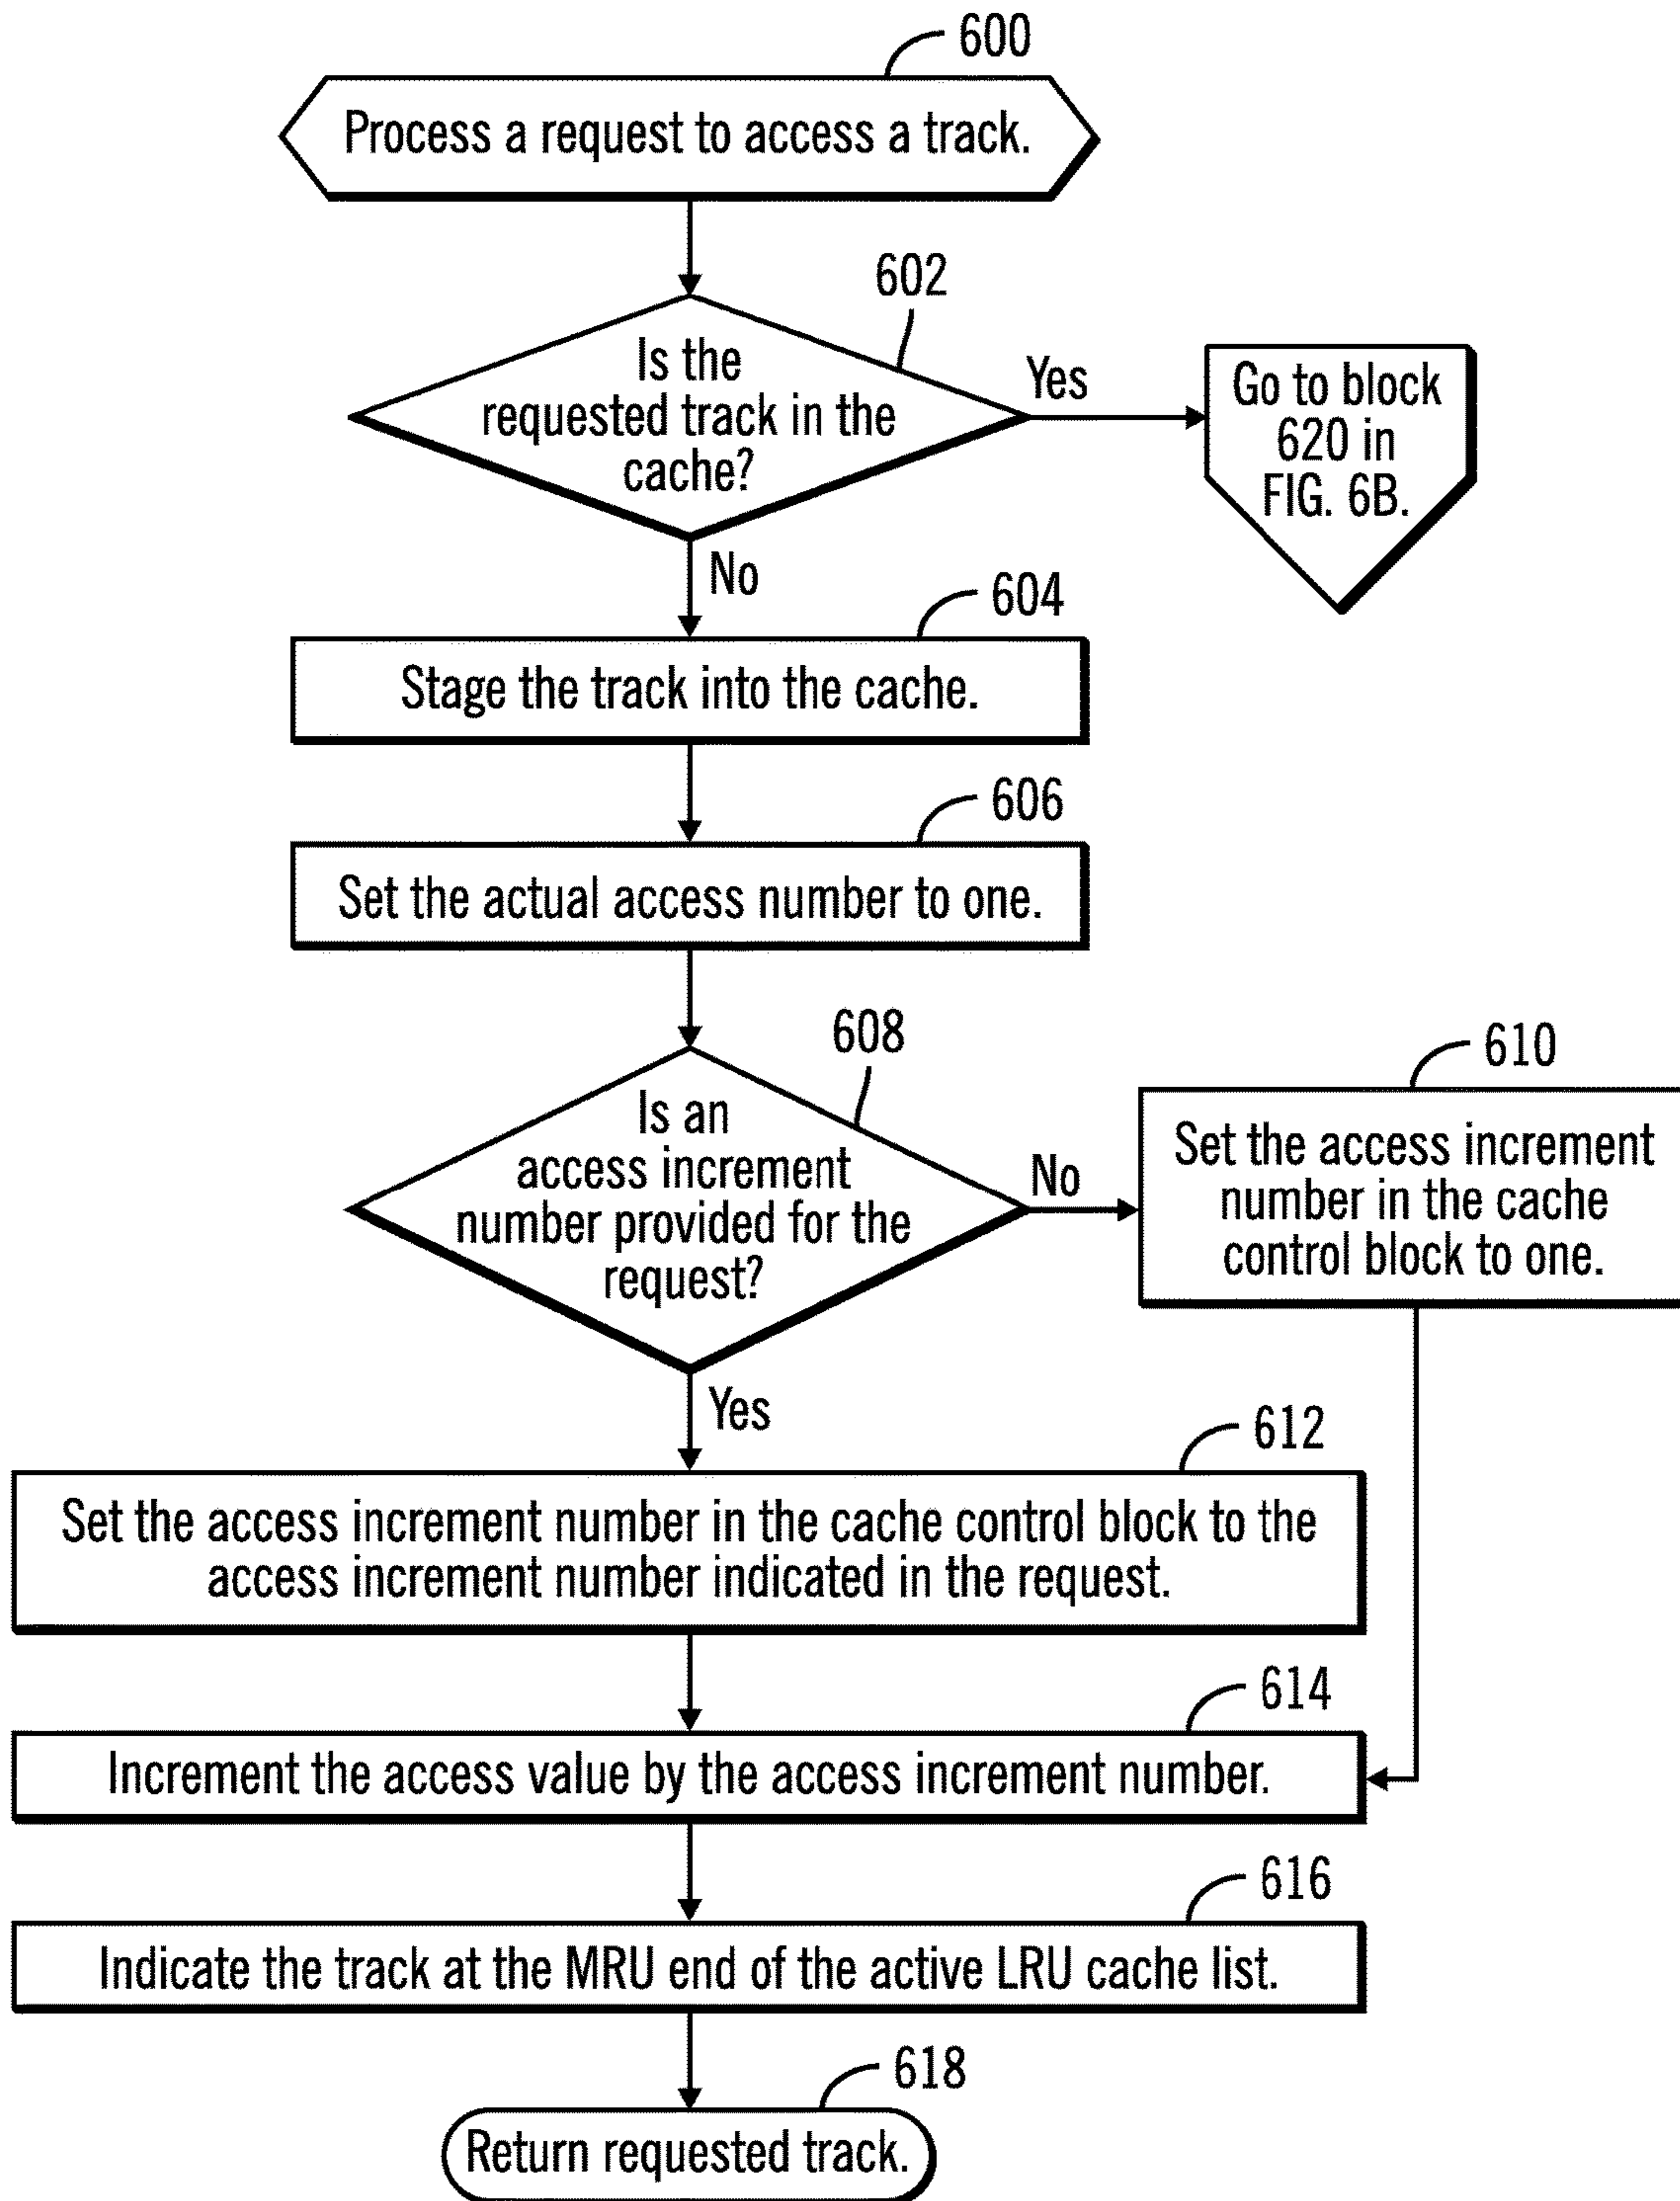 600
Process a request to access a track.
602
Is the
requested track in the
cache?
Yes
Go to block
620 in
FIG. 6B.
No
604
Stage the track into the cache.
606
Set the actual access number to one.
608
Is an
access increment
number provided for the
request?
No
610
Set the access increment
number in the cache
control block to one.
Yes
612
Set the access increment number in the cache control block to the
access increment number indicated in the request.
614
Increment the access value by the access increment number.
616
Indicate the track at the MRU end of the active LRU cache list.
618
Return requested track.